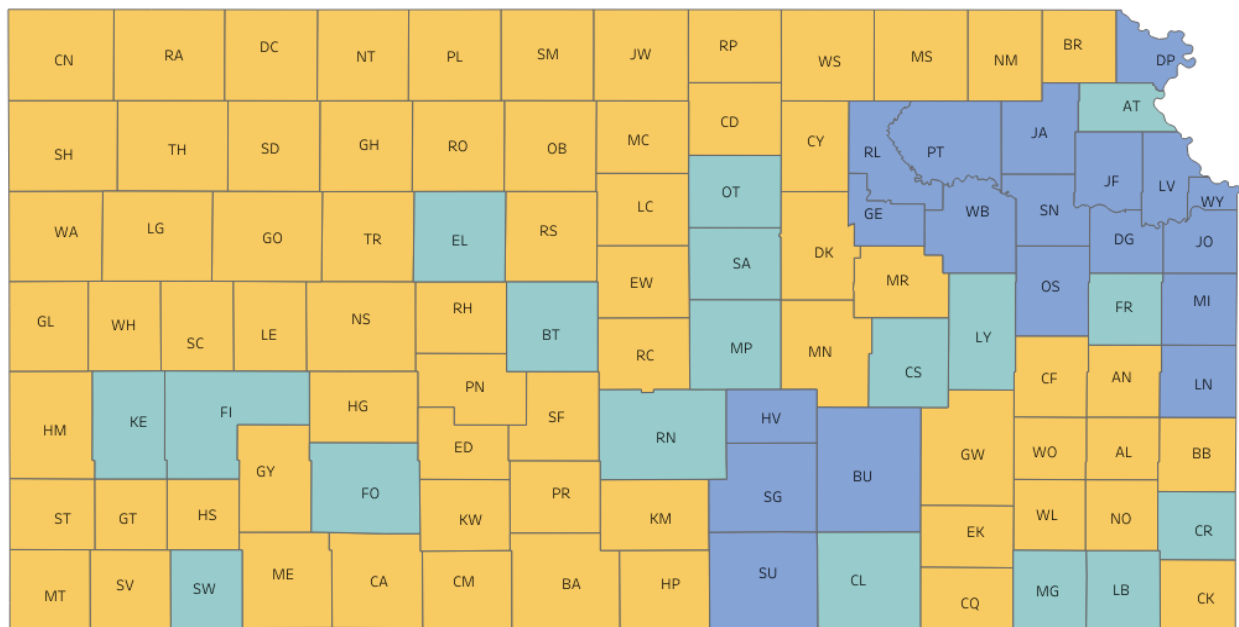 CN RA DC NT PL SM JW RP WS MS NM BR DP
SH TH SD GH RO OB MC CD CY RL PT JA AT
WA LG GO TR EL RS LC OT DK GE WB SN JF LV WY
GL WH SC LE NS RH BT EW SA MR OS DG JO
HM KE FI HG PN SF RC MP MN CS LY FR MI
GY ED RN HV BU GW CF AN LN
ST GT HS FO KW PR KM SG EK WO AL BB
MT SV SW ME CA CM BA HP SU CL CQ WL NO CR
MG LB CK